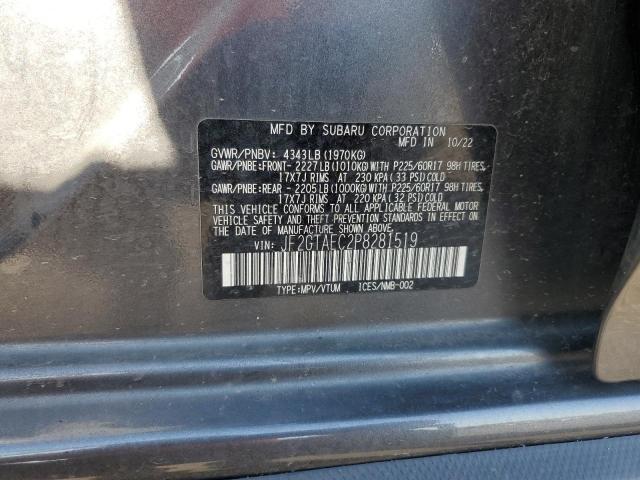 MFD BY SUBARU CORPORATION
MFD. IN 10/22
GVWR/PNBV: 4343LB(1970KG)
GAWR/PNBE:FRONT- 2227LB(1010KG)WITH P225/60R17 98H TIRES,
17X7J RIMS AT 230 KPA(33 PSI)COLD
GAWR/PNBE:REAR - 2205LB(1000KG)WITH P225/60R17 98H TIRES,
17X7J RIMS AT 220 KPA(32 PSI)COLD
THIS VEHICLE CONFORMS TO ALL APPLICABLE FEDERAL MOTOR
VEHICLE SAFETY AND THEFT PREVENTION STANDARDS IN EFFECT ON
THE DATE OF MANUFACTURE SHOWN ABOVE.
VIN: JF2GTAEC2P8281519
TYPE:MPV/VTUM ICES/NMB-002